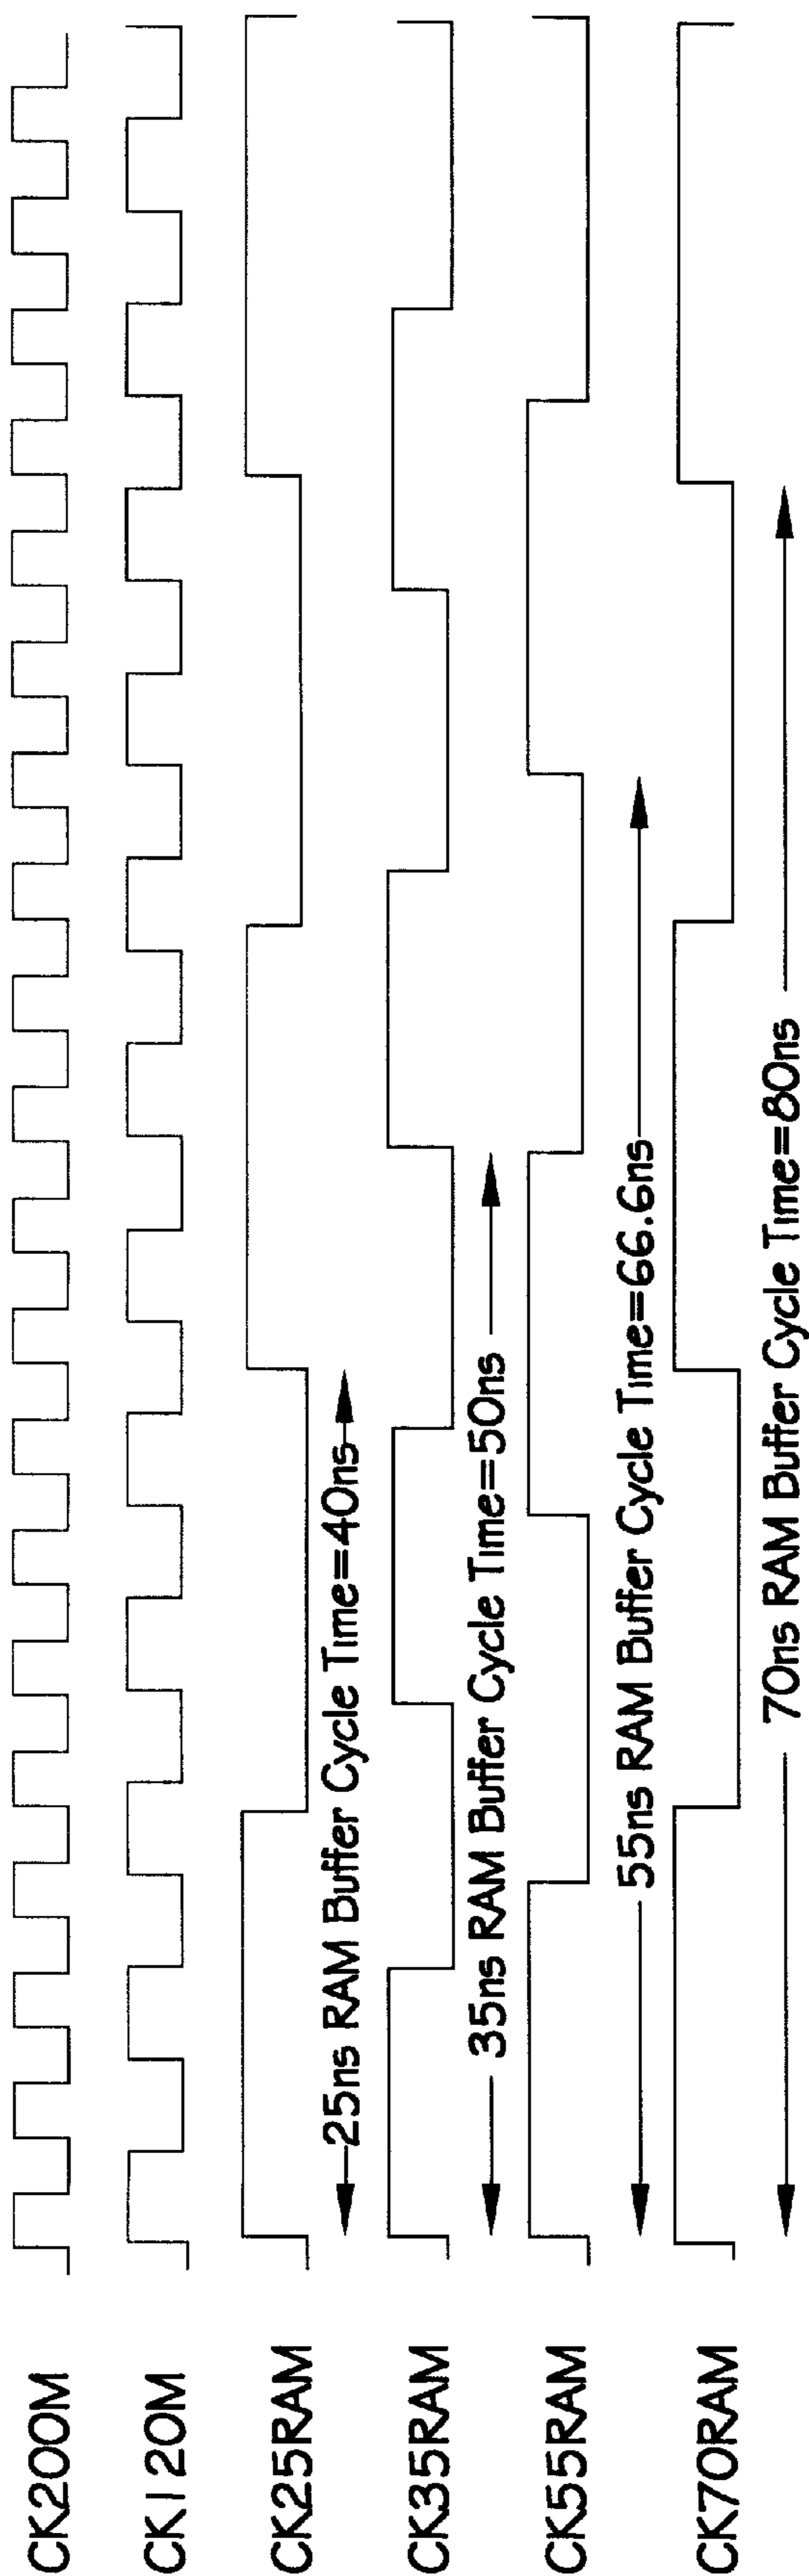 CK200M
CK120M
CK25RAM
25ns RAM Buffer Cycle Time=40ns
CK35RAM
35ns RAM Buffer Cycle Time=50ns
CK55RAM
55ns RAM Buffer Cycle Time=66.6ns
CK70RAM
70ns RAM Buffer Cycle Time=80ns